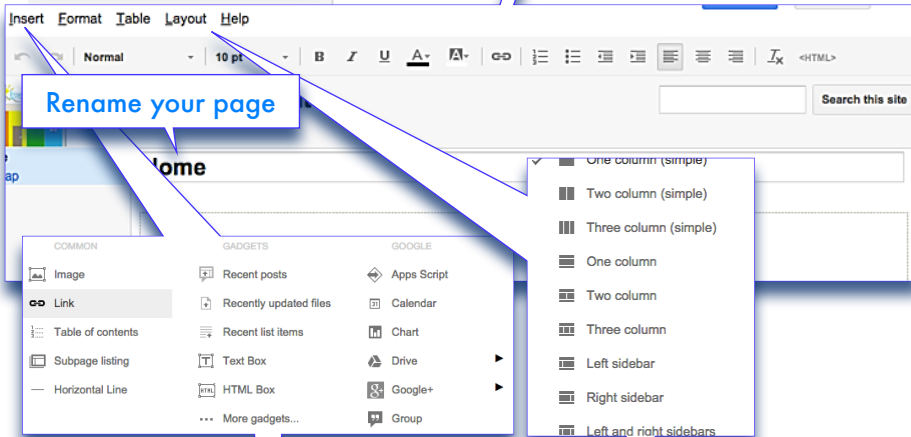 Insert Format Table Layout Help
Normal 10 pt B I U A A <HTML>
Rename your page
Search this site
ap
Home
COMMON GADGETS GOOGLE
Image Recent posts Apps Script
Link Recently updated files Calendar
Table of contents Recent list items Chart
Subpage listing Text Box Drive
Horizontal Line HTML Box Google+
More gadgets... Group
One column (simple)
Two column (simple)
Three column (simple)
One column
Two column
Three column
Left sidebar
Right sidebar
Left and right sidebars